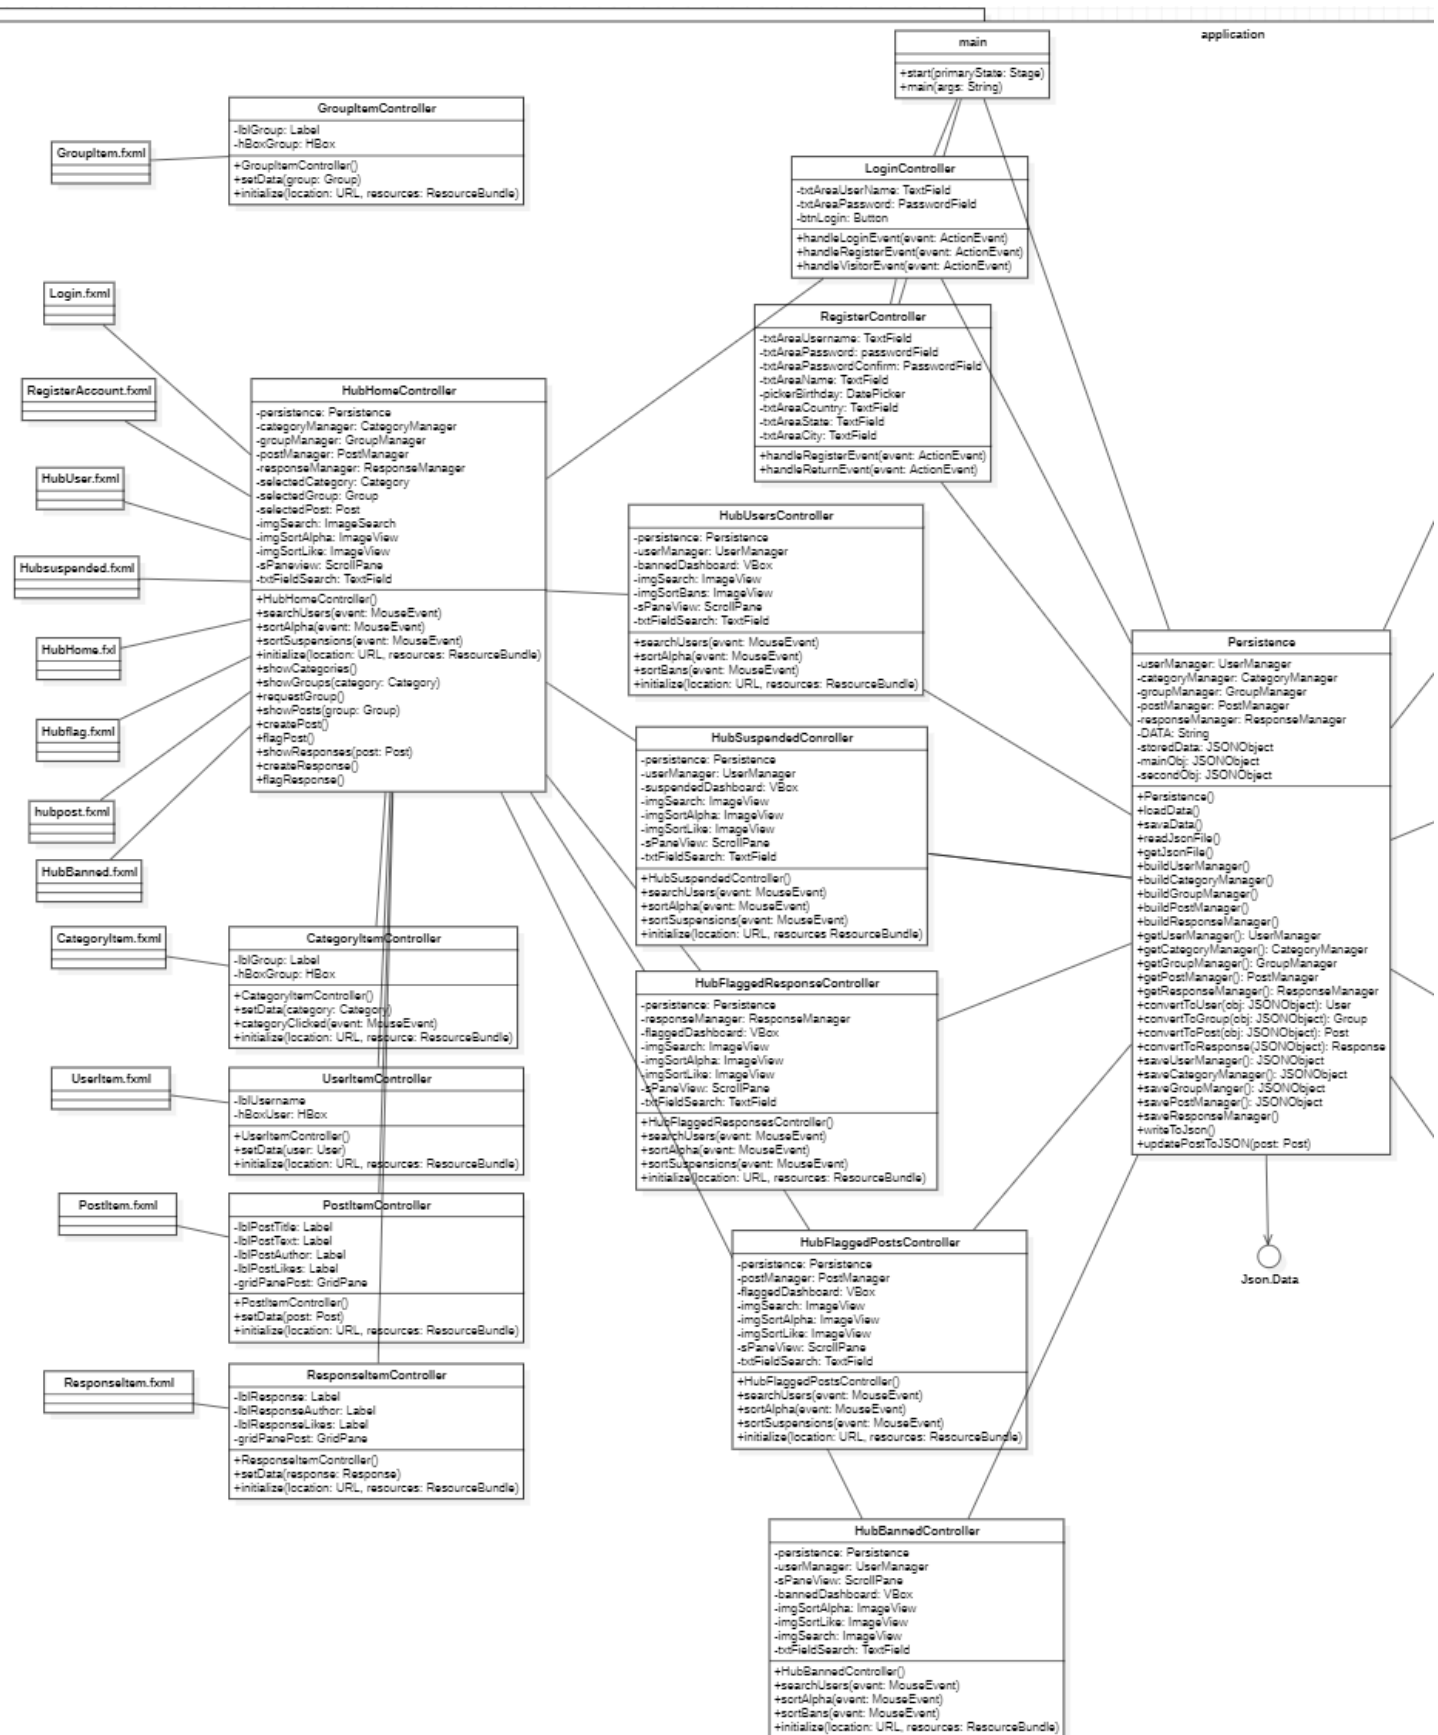 application
main
+start(primaryState: Stage)
+main(args: String)
GroupItemController
-lblGroup: Label
-hBoxGroup: HBox
+GroupItemController()
+setData(group: Group)
+initialize(location: URL, resources: ResourceBundle)
GroupItem.fxml
LoginController
-txtAreaUserName: TextField
-txtAreaPassword: PasswordField
-btnLogin: Button
+handleLoginEvent(event: ActionEvent)
+handleRegisterEvent(event: ActionEvent)
+handleVisitorEvent(event: ActionEvent)
Login.fxml
RegisterController
-txtAreaUsername: TextField
-txtAreaPassword: passwordField
-txtAreaPasswordConfirm: PasswordField
-txtAreaName: TextField
-pickerBirthday: DatePicker
-txtAreaCountry: TextField
-txtAreaState: TextField
-txtAreaCity: TextField
+handleRegisterEvent(event: ActionEvent)
+handleReturnEvent(event: ActionEvent)
RegisterAccount.fxml
HubUser.fxml
Hubsuspended.fxml
HubHome.fxl
Hubflag.fxml
hubpost.fxml
HubBanned.fxml
HubHomeController
-persistence: Persistence
-categoryManager: CategoryManager
-groupManager: GroupManager
-postManager: PostManager
-responseManager: ResponseManager
-selectedCategory: Category
-selectedGroup: Group
-selectedPost: Post
-imgSearch: ImageSearch
-imgSortAlpha: ImageView
-imgSortLike: ImageView
-sPaneview: ScrollPane
-txtFieldSearch: TextField
+HubHomeController()
+searchUsers(event: MouseEvent)
+sortAlpha(event: MouseEvent)
+sortSuspensions(event: MouseEvent)
+initialize(location: URL, resources: ResourceBundle)
+showCategories()
+showGroups(category: Category)
+requestGroup()
+showPosts(group: Group)
+createPost()
+flagPost()
+showResponses(post: Post)
+createResponse()
+flagResponse()
HubUsersController
-persistence: Persistence
-userManager: UserManager
-bannedDashboard: VBox
-imgSearch: ImageView
-imgSortBans: ImageView
-sPaneView: ScrollPane
-txtFieldSearch: TextField
+searchUsers(event: MouseEvent)
+sortAlpha(event: MouseEvent)
+sortBans(event: MouseEvent)
+initialize(location: URL, resources: ResourceBundle)
Persistence
-userManager: UserManager
-categoryManager: CategoryManager
-groupManager: GroupManager
-postManager: PostManager
-responseManager: ResponseManager
-DATA: String
-storedData: JSONObject
-mainObj: JSONObject
-secondObj: JSONObject
+Persistence()
+loadData()
+savaData()
+readJsonFile()
+getJsonFile()
+buildUserManager()
+buildCategoryManager()
+buildGroupManager()
+buildPostManager()
+buildResponseManager()
+getUserManager(): UserManager
+getCategoryManager(): CategoryManager
+getGroupManager(): GroupManager
+getPostManager(): PostManager
+getResponseManager(): ResponseManager
+convertToUser(obj: JSONObject): User
+convertToGroup(obj: JSONObject): Group
+convertToPost(obj: JSONObject): Post
+convertToResponse(JSONObject): Response
+saveUserManager(): JSONObject
+saveCategoryManager(): JSONObject
+saveGroupManger(): JSONObject
+savePostManager(): JSONObject
+saveResponseManager()
+writeToJson()
+updatePostToJSON(post: Post)
Json.Data
HubSuspendedConroller
-persistence: Persistence
-userManager: UserManager
-suspendedDashboard: VBox
-imgSearch: ImageView
-imgSortAlpha: ImageView
-imgSortLike: ImageView
-sPaneView: ScrollPane
-txtFieldSearch: TextField
+HubSuspendedController()
+searchUsers(event: MouseEvent)
+sortAlpha(event: MouseEvent)
+sortSuspensions(event: MouseEvent)
+initialize(location: URL, resources ResourceBundle)
CategoryItem.fxml
CategoryItemController
-lblGroup: Label
-hBoxGroup: HBox
+CategoryItemController()
+setData(category: Category)
+categoryClicked(event: MouseEvent)
+initialize(location: URL, resource: ResourceBundle)
HubFlaggedResponseController
-persistence: Persistence
-responseManager: ResponseManager
-flaggedDashboard: VBox
-imgSearch: ImageView
-imgSortAlpha: ImageView
-imgSortLike: ImageView
-sPaneView: ScrollPane
-txtFieldSearch: TextField
+HubFlaggedResponsesController()
+searchUsers(event: MouseEvent)
+sortAlpha(event: MouseEvent)
+sortSuspensions(event: MouseEvent)
+initialize(location: URL, resources: ResourceBundle)
UserItem.fxml
UserItemController
-lblUsername
-hBoxUser: HBox
+UserItemController()
+setData(user: User)
+initialize(location: URL, resources: ResourceBundle)
PostItem.fxml
PostItemController
-lblPostTitle: Label
-lblPostText: Label
-lblPostAuthor: Label
-lblPostLikes: Label
-gridPanePost: GridPane
+PostItemController()
+setData(post: Post)
+initialize(location: URL, resources: ResourceBundle)
HubFlaggedPostsController
-persistence: Persistence
-postManager: PostManager
-flaggedDashboard: VBox
-imgSearch: ImageView
-imgSortAlpha: ImageView
-imgSortLike: ImageView
-sPaneView: ScrollPane
-txtFieldSearch: TextField
+HubFlaggedPostsController()
+searchUsers(event: MouseEvent)
+sortAlpha(event: MouseEvent)
+sortSuspensions(event: MouseEvent)
+initialize(location: URL, resources: ResourceBundle)
ResponseItem.fxml
ResponseItemController
-lblResponse: Label
-lblResponseAuthor: Label
-lblResponseLikes: Label
-gridPanePost: GridPane
+ResponseItemController()
+setData(response: Response)
+initialize(location: URL, resources: ResourceBundle)
HubBannedController
-persistence: Persistence
-userManager: UserManager
-sPaneView: ScrollPane
-bannedDashboard: VBox
-imgSortAlpha: ImageView
-imgSortLike: ImageView
-imgSearch: ImageView
-txtFieldSearch: TextField
+HubBannedController()
+searchUsers(event: MouseEvent)
+sortAlpha(event: MouseEvent)
+sortBans(event: MouseEvent)
+initialize(location: URL, resources: ResourceBundle)